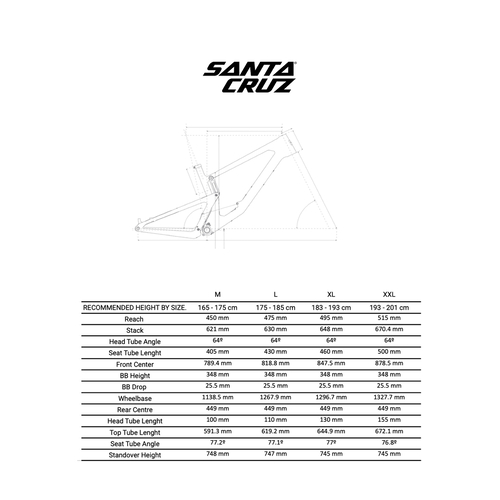 SANTA
CRUZ
M L XL XXL
RECOMMENDED HEIGHT BY SIZE. 165 - 175 cm 175 - 185 cm 183 - 193 cm 193 - 201 cm
Reach 450 mm 475 mm 495 mm 515 mm
Stack 621 mm 630 mm 648 mm 670.4 mm
Head Tube Angle 64º 64º 64º 64º
Seat Tube Lenght 405 mm 430 mm 460 mm 500 mm
Front Center 789.4 mm 818.8 mm 847.5 mm 878.5 mm
BB Height 348 mm 348 mm 348 mm 348 mm
BB Drop 25.5 mm 25.5 mm 25.5 mm 25.5 mm
Wheelbase 1138.5 mm 1267.9 mm 1296.7 mm 1327.7 mm
Rear Centre 449 mm 449 mm 449 mm 449 mm
Head Tube Lenght 100 mm 110 mm 130 mm 155 mm
Top Tube Lenght 591.3 mm 619.2 mm 644.9 mm 672.1 mm
Seat Tube Angle 77.2º 77.1º 77º 76.8º
Standover Height 748 mm 747 mm 745 mm 745 mm